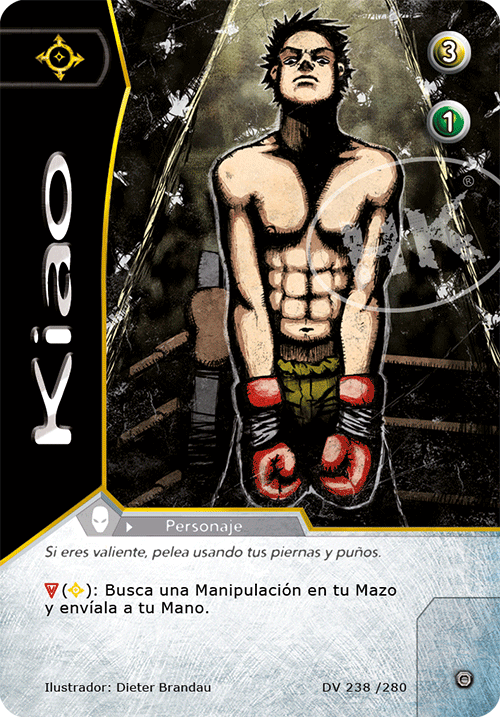 3
1
Kiao
®
Personaje
Si eres valiente, pelea usando tus piernas y puños.
( ): Busca una Manipulación en tu Mazo
y envíala a tu Mano.
Ilustrador: Dieter Brandau
DV 238 /280